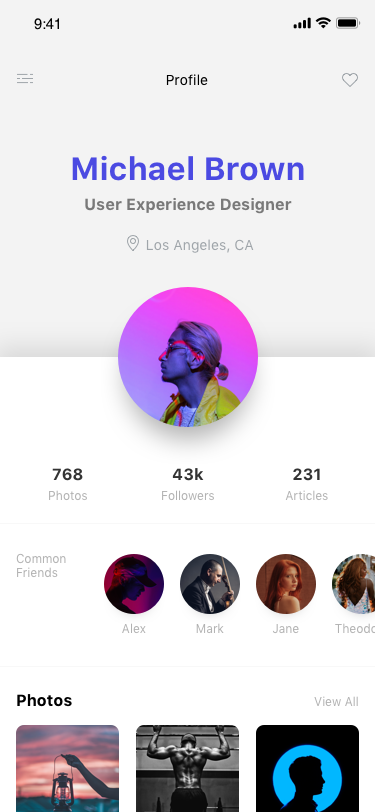 9:41
Profile
Michael Brown
User Experience Designer
Los Angeles, CA
768 43k 231
Photos Followers Articles
Common
Friends
Alex Mark Jane Theodo
Photos View All